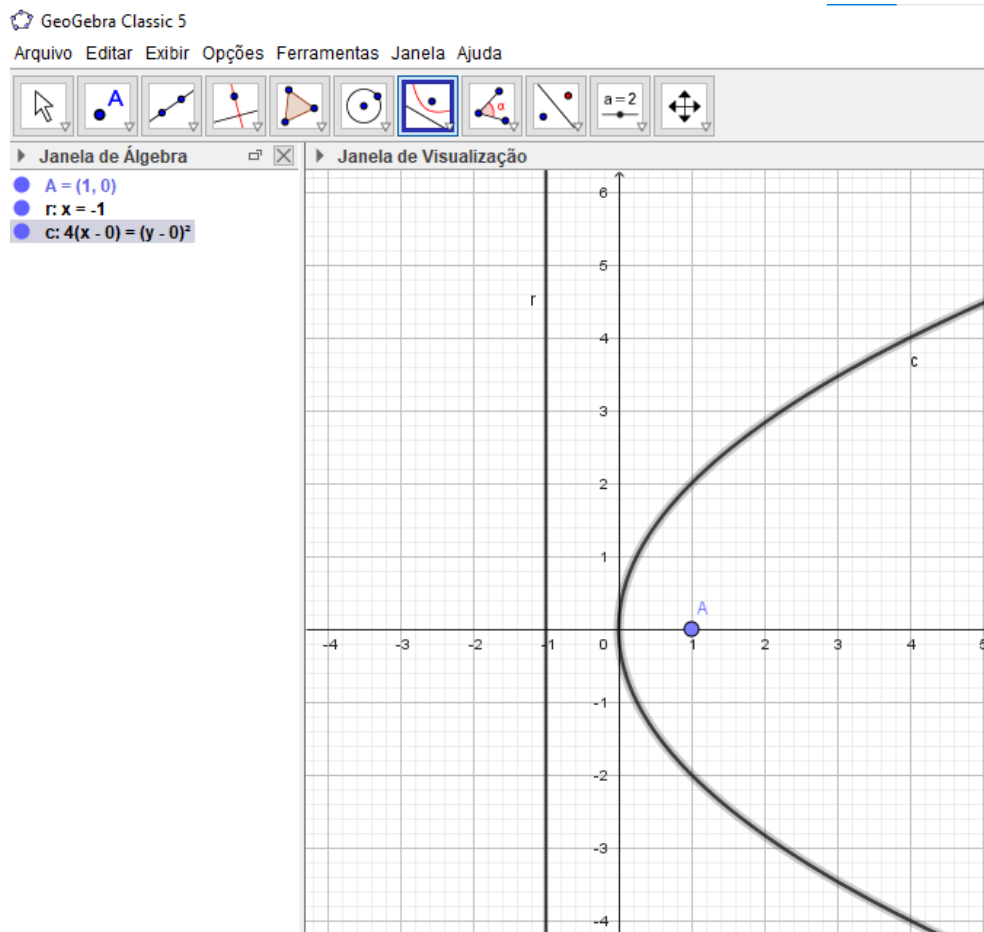 GeoGebra Classic 5
Arquivo Editar Exibir Opções Ferramentas Janela Ajuda
A
α
a = 2
Janela de Álgebra
Janela de Visualização
A = (1, 0)
r: x = -1
c: 4(x - 0) = (y - 0)²
6
5
r
4
c
3
2
1
A
-4 -3 -2 -1 0 1 2 3 4 5
-1
-2
-3
-4